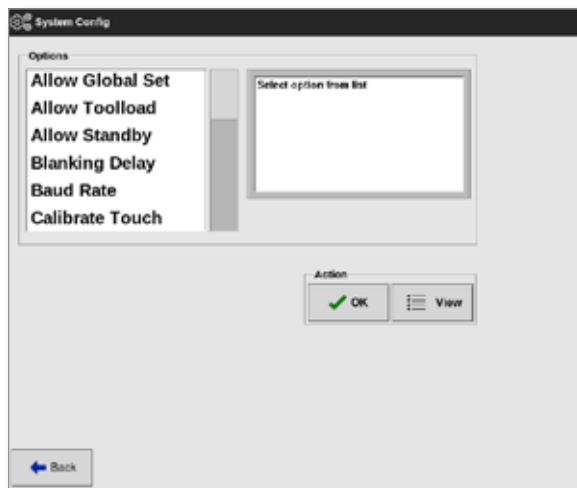 System Config
Options
Allow Global Set
Allow Toolload
Allow Standby
Blanking Delay
Baud Rate
Calibrate Touch
Select option from list
Action
OK
View
Back